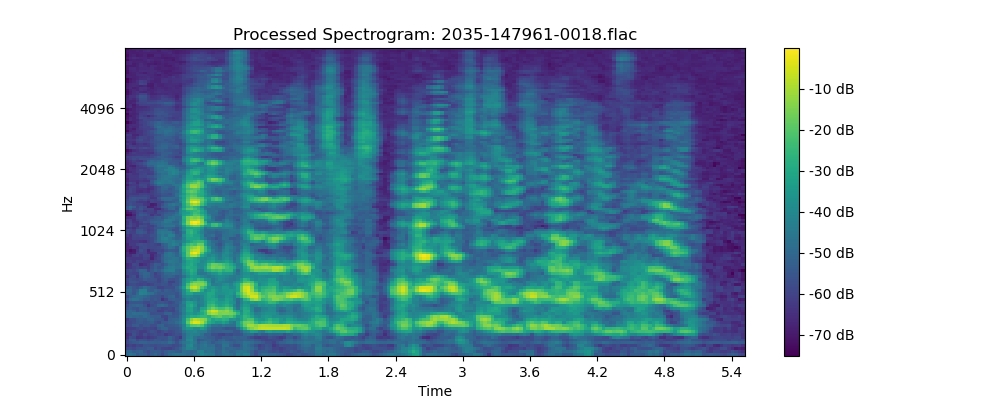 Processed Spectrogram: 2035-147961-0018.flac
Hz
4096
2048
1024
512
0
0 0.6 1.2 1.8 2.4 3 3.6 4.2 4.8 5.4
Time
-10 dB
-20 dB
-30 dB
-40 dB
-50 dB
-60 dB
-70 dB